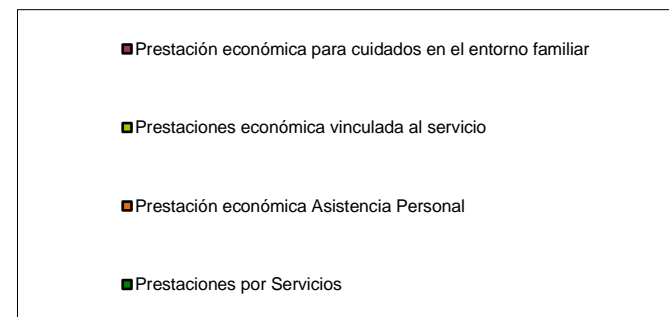 Prestación económica para cuidados en el entorno familiar
Prestaciones económica vinculada al servicio
Prestación económica Asistencia Personal
Prestaciones por Servicios